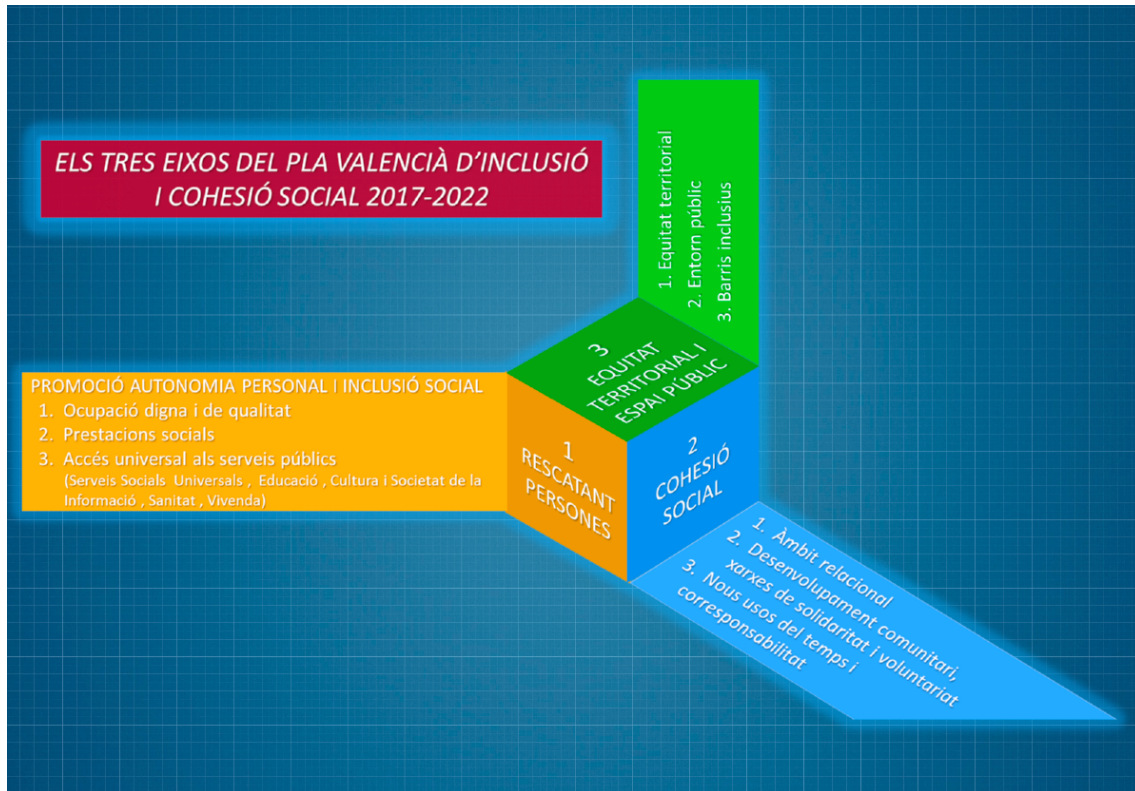 ELS TRES EIXOS DEL PLA VALENCIÀ D'INCLUSIÓ
I COHESIÓ SOCIAL 2017-2022
1. Equitat territorial
2. Entorn públic
3. Barris inclusius
3
EQUITAT
TERRITORIAL I
ESPAI PÚBLIC
PROMOCIÓ AUTONOMIA PERSONAL I INCLUSIÓ SOCIAL
1. Ocupació digna i de qualitat
2. Prestacions socials
3. Accés universal als serveis públics
(Serveis Socials Universals , Educació , Cultura i Societat de la
Informació , Sanitat , Vivenda)
1
RESCATANT
PERSONES
2
COHESIÓ
SOCIAL
1. Àmbit relacional
2. Desenvolupament comunitari,
xarxes de solidaritat i voluntariat
3. Nous usos del temps i
corresponsabilitat